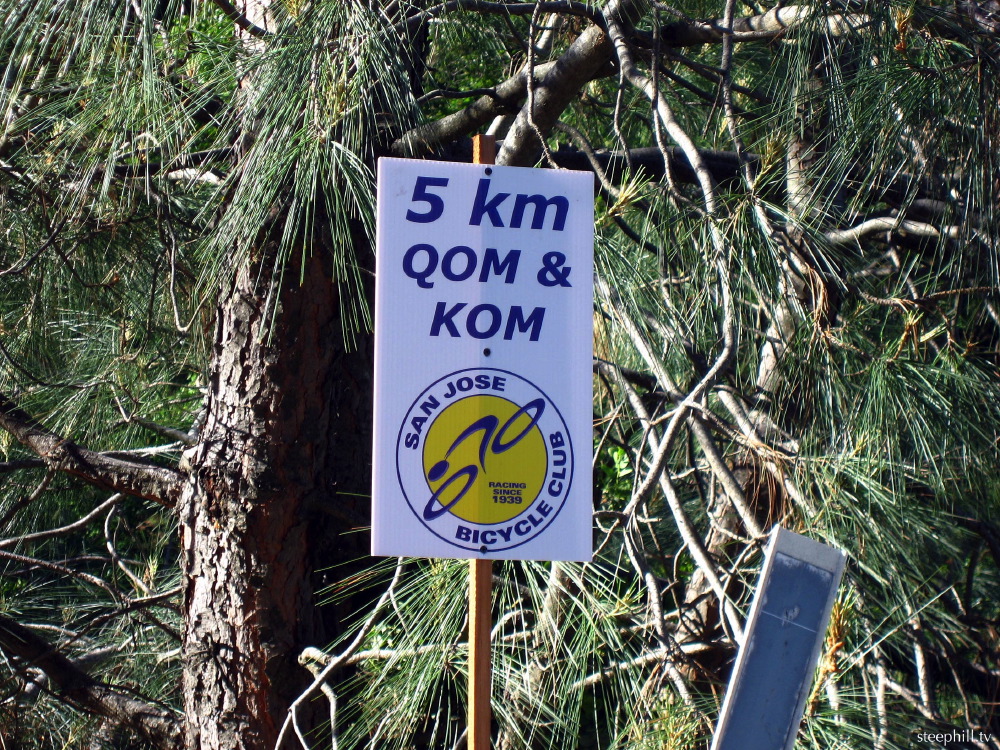 5 km
QOM &
KOM
SAN JOSE
BICYCLE CLUB
RACING
SINCE
1939
steephill.tv